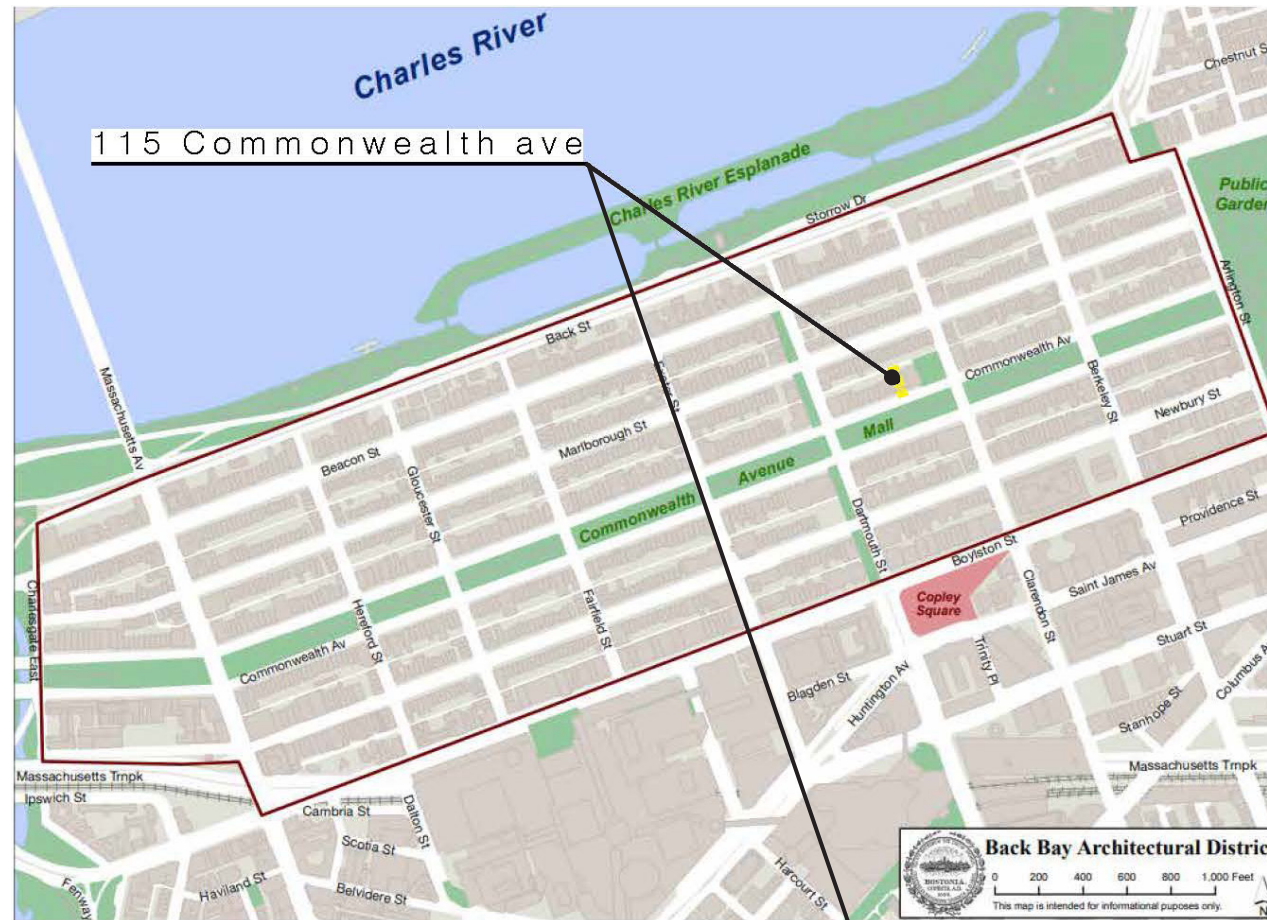 Charles River
115 Commonwealth ave
Chestnut S
Charles River Esplanade
Storrow Dr
Public
Garden
Arlington St
Back St
Massachusetts Av
Commonwealth Av
Berkeley St
Newbury St
Marlborough St
Beacon St
Gloucester St
Mall
Avenue
Commonwealth
Dartmouth St
Boylston St
Providence St
Saint James Av
Clarendon St
Copley
Square
Charlesgate East
Hereford St
Fairfield St
Commonwealth Av
Trinity Pl
Stuart St
Columbus A
Blagden St
Huntington Av
Stanhope St
Massachusetts Trnpk
Massachusetts Trnpk
Ipswich St
Cambria St
Dalton St
Scotia St
Haviland St
Belvidere St
Fenway
Harcourt St
Back Bay Architectural Distric
0 200 400 600 800 1,000 Feet
This map is intended for informational puposes only.
N